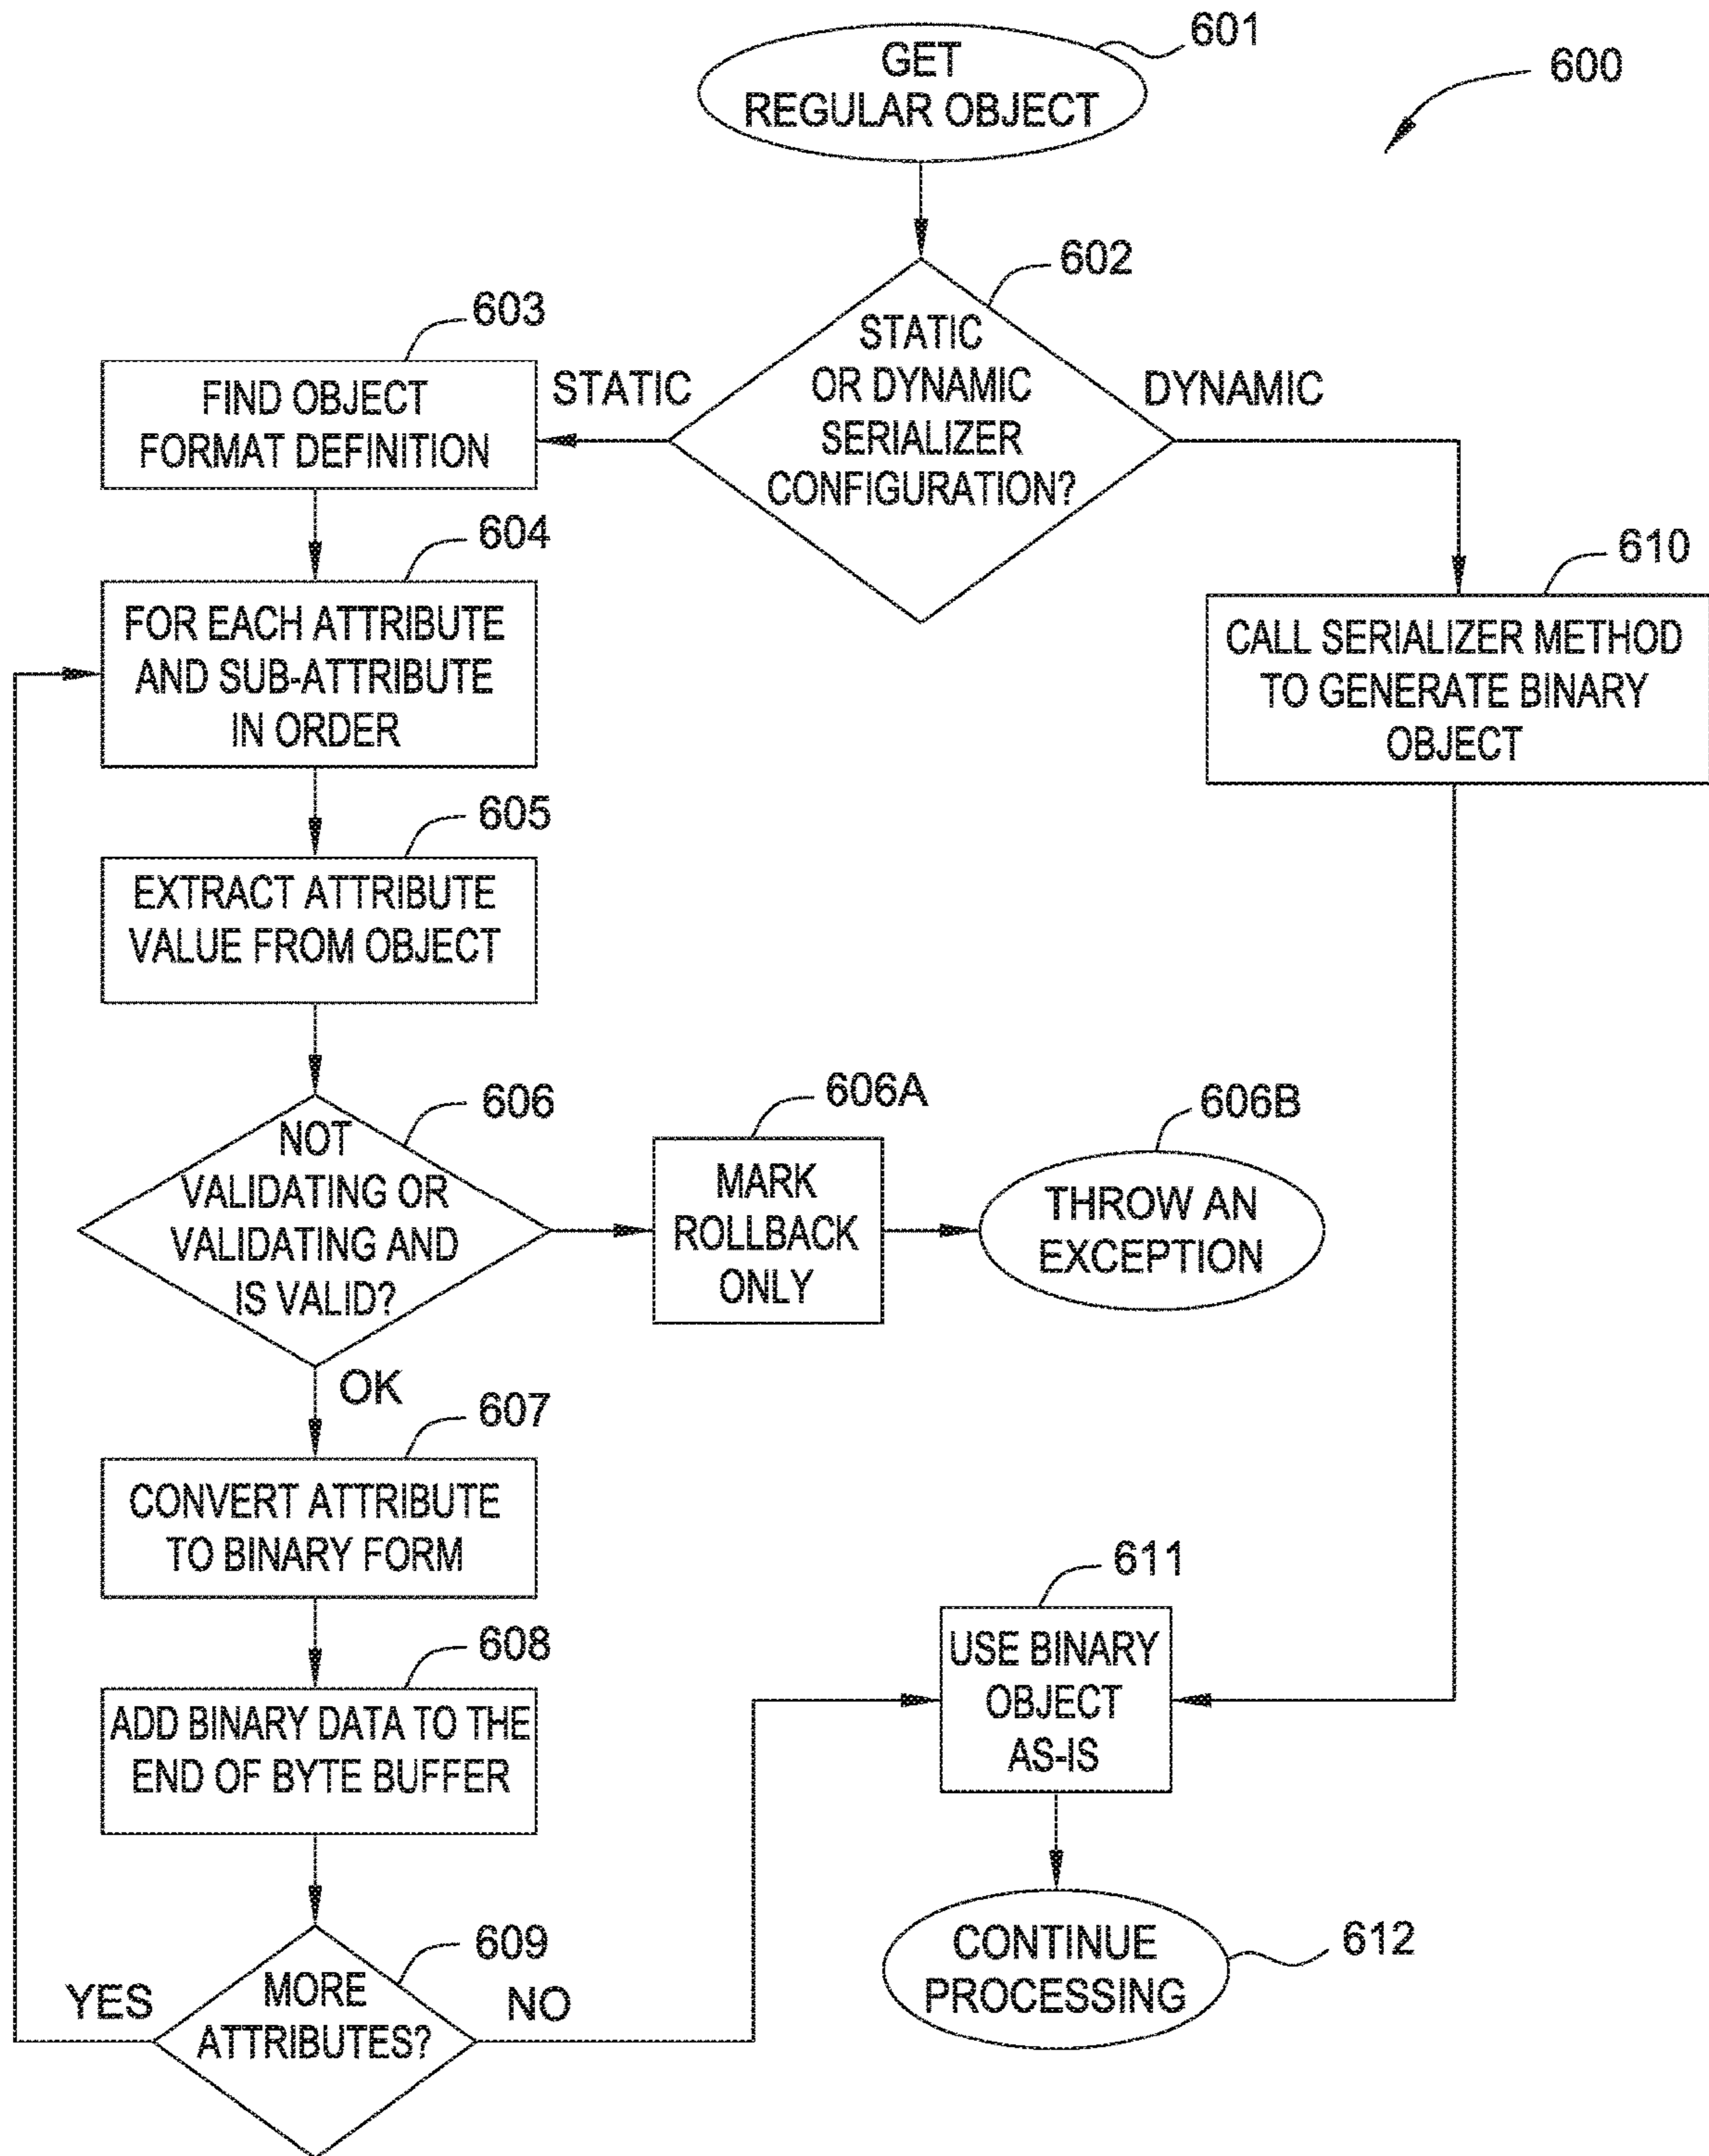 601
GET
REGULAR OBJECT
600
602
STATIC
OR DYNAMIC
SERIALIZER
CONFIGURATION?
STATIC
DYNAMIC
603
FIND OBJECT
FORMAT DEFINITION
604
FOR EACH ATTRIBUTE
AND SUB-ATTRIBUTE
IN ORDER
610
CALL SERIALIZER METHOD
TO GENERATE BINARY
OBJECT
605
EXTRACT ATTRIBUTE
VALUE FROM OBJECT
606
NOT
VALIDATING OR
VALIDATING AND
IS VALID?
606A
MARK
ROLLBACK
ONLY
606B
THROW AN
EXCEPTION
OK
607
CONVERT ATTRIBUTE
TO BINARY FORM
608
ADD BINARY DATA TO THE
END OF BYTE BUFFER
609
MORE
ATTRIBUTES?
YES
NO
611
USE BINARY
OBJECT
AS-IS
612
CONTINUE
PROCESSING